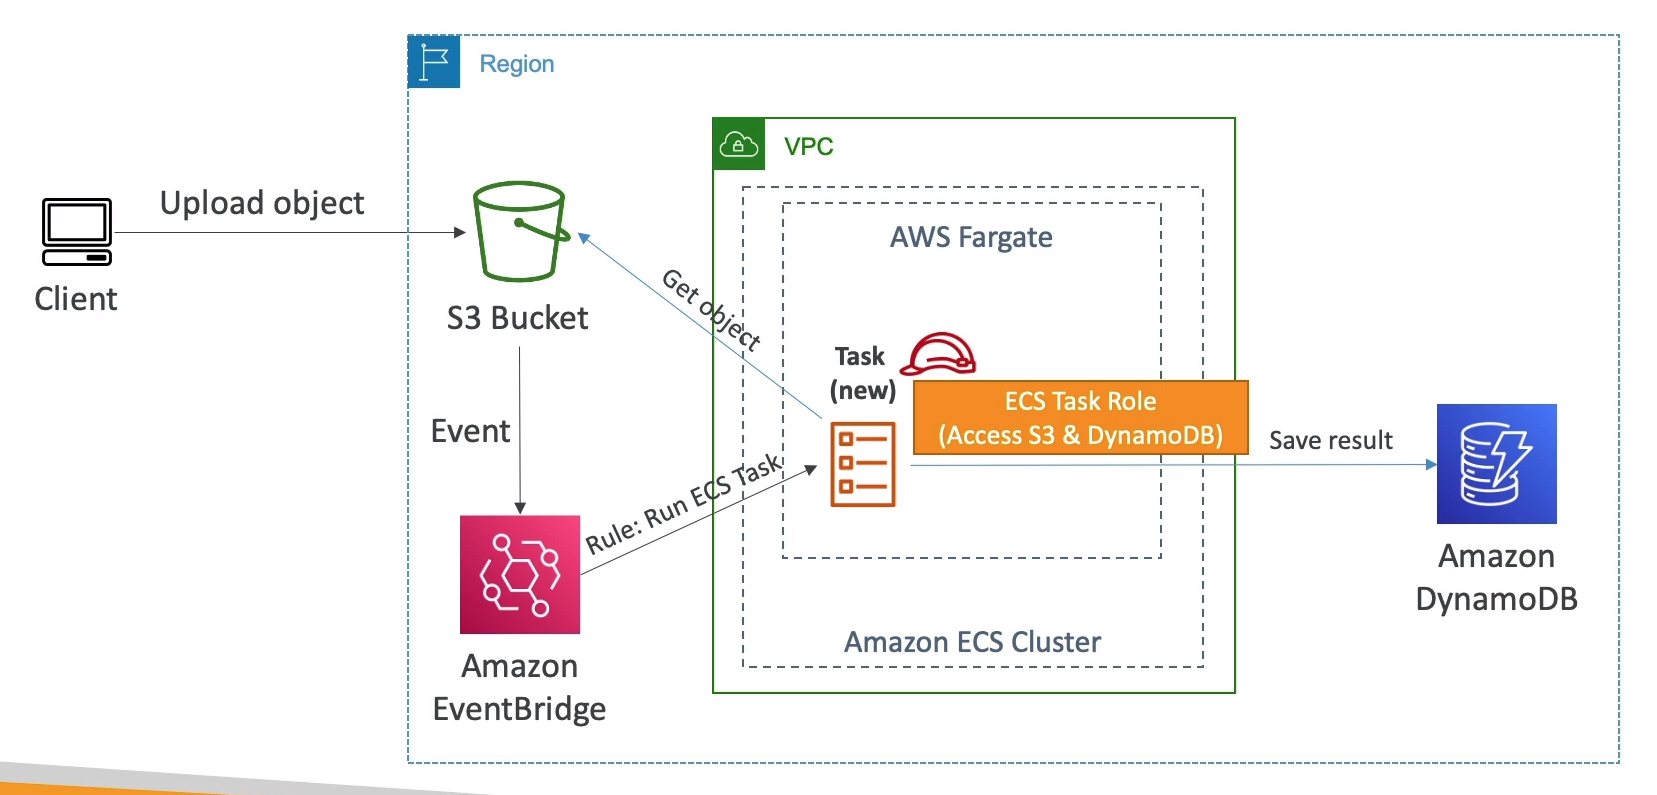 Region
VPC
Upload object
AWS Fargate
Client
S3 Bucket
Get object
Task
(new)
ECS Task Role
(Access S3 & DynamoDB)
Save result
Event
Rule: Run ECS Task
Amazon
DynamoDB
Amazon ECS Cluster
Amazon
EventBridge